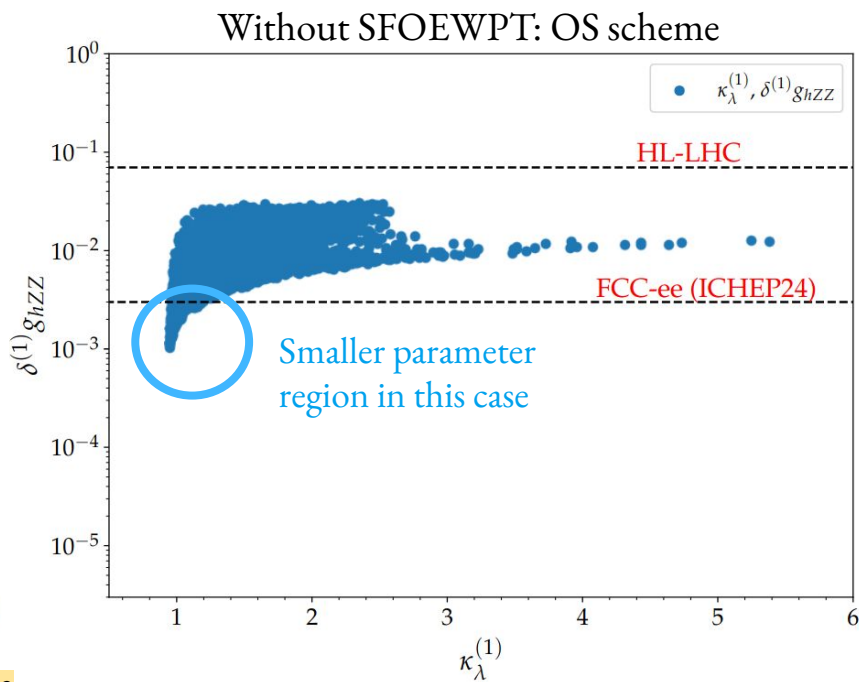 Without SFOEWPT: OS scheme
10⁰
κ_λ^(1), δ^(1)g_hZZ
10⁻¹
HL-LHC
10⁻²
FCC-ee (ICHEP24)
10⁻³
Smaller parameter
region in this case
10⁻⁴
10⁻⁵
δ^(1)g_hZZ
1 2 3 4 5 6
κ_λ^(1)